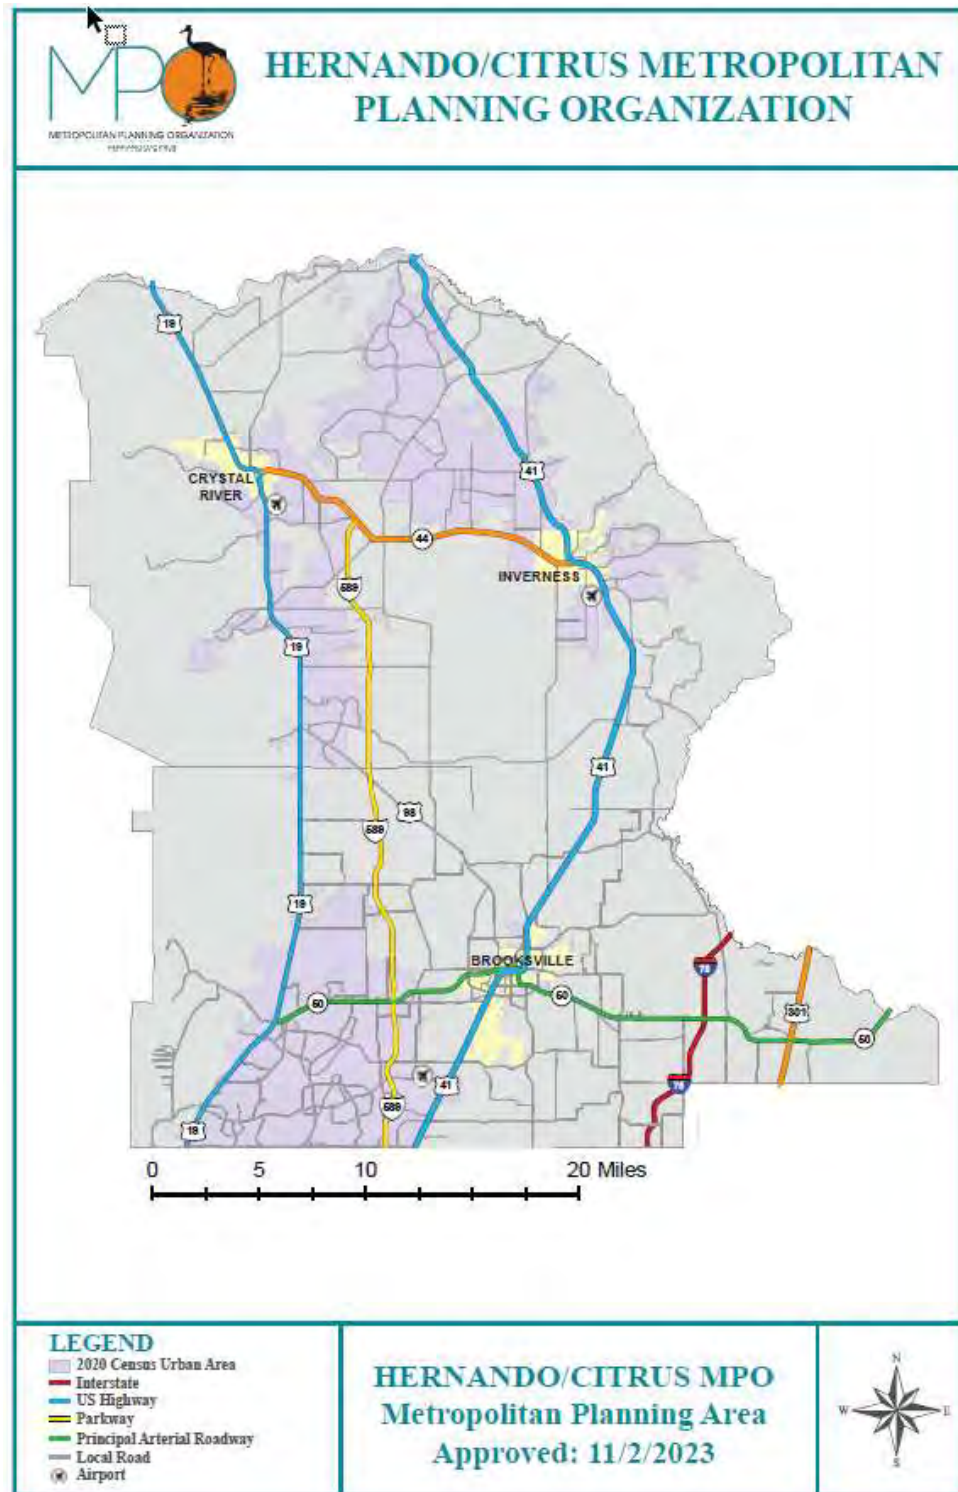 MPO
METROPOLITAN PLANNING ORGANIZATION
HERNANDO/CITRUS METROPOLITAN
PLANNING ORGANIZATION
19
41
CRYSTAL
RIVER
44
INVERNESS
589
19
41
98
589
19
BROOKSVILLE
50
50
301
50
41
589
19
0 5 10 20 Miles
LEGEND
2020 Census Urban Area
Interstate
US Highway
Parkway
Principal Arterial Roadway
Local Road
Airport
HERNANDO/CITRUS MPO
Metropolitan Planning Area
Approved: 11/2/2023
N
W E
S